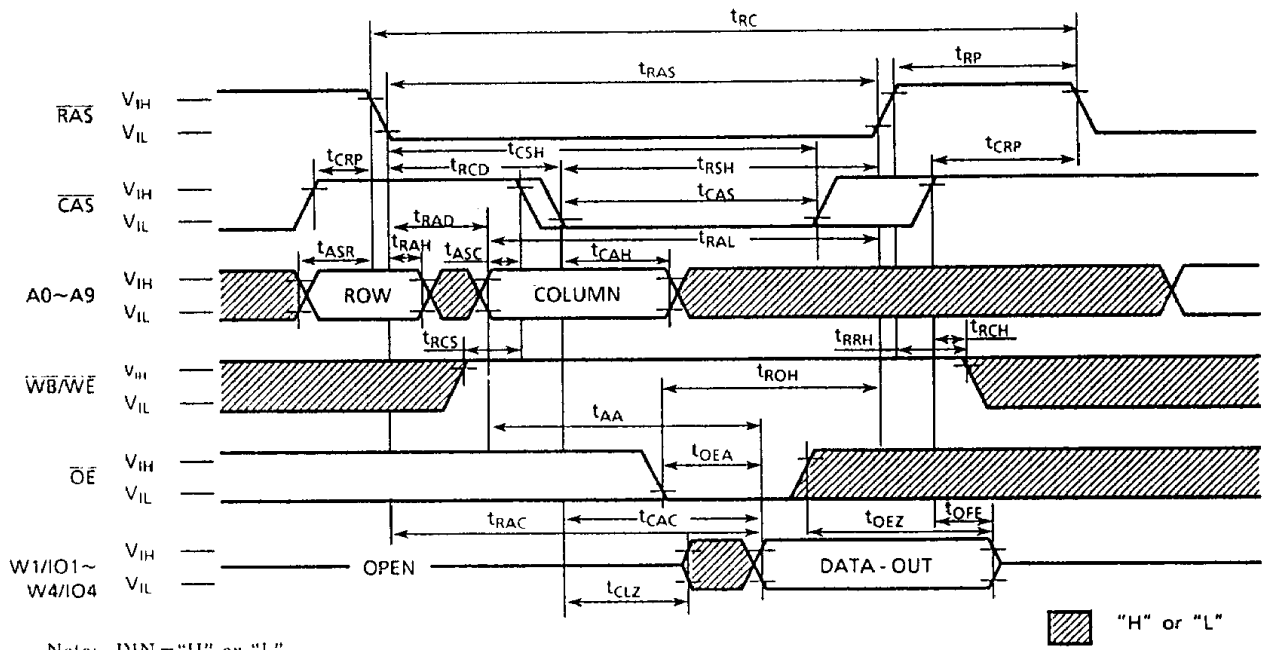 tRC
tRAS
tRP
RAS
VIH
VIL
tCRP
tCSH
tCRP
tRCD
tRSH
CAS
VIH
VIL
tCAS
tRAD
tRAL
tASR
tRAH
tASC
tCAH
A0~A9
VIH
VIL
ROW
COLUMN
tRCS
tRRH
tRCH
WB/WE
VIH
VIL
tROH
tAA
OE
VIH
VIL
tOEA
tRAC
tCAC
tOEZ
tOFE
W1/IO1~
W4/IO4
VIH
VIL
OPEN
DATA-OUT
tCLZ
"H" or "L"
Note: DIN = "H" or "L"